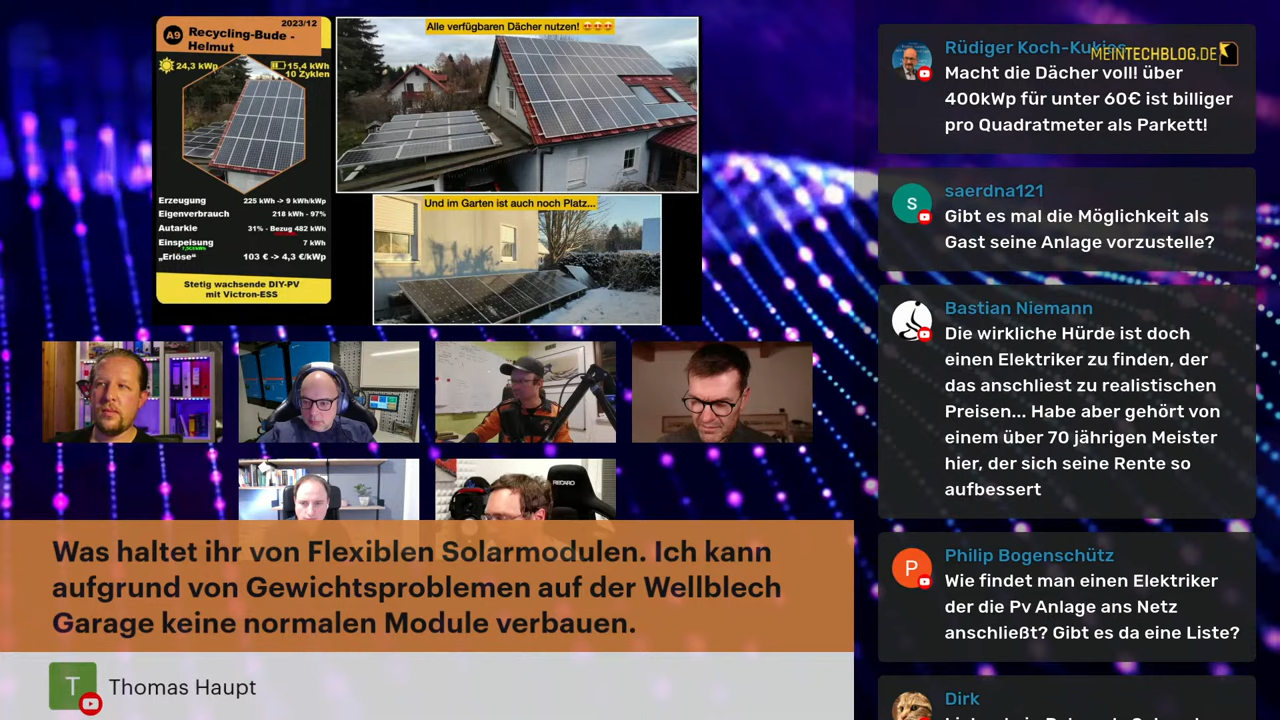 2023/12
A9
Recycling-Bude -
Helmut
24,3 kWp
15,4 kWh
10 Zyklen
Erzeugung 225 kWh -> 9 kWh/kWp
Eigenverbrauch 218 kWh - 97%
Autarkie 31% - Bezug 482 kWh
Einspeisung 7 kWh
„Erlöse“ 103 € -> 4,3 €/kWp
Stetig wachsende DIY-PV
mit Victron-ESS
Alle verfügbaren Dächer nutzen! 😍😍😍
Und im Garten ist auch noch Platz...
RECARO
Was haltet ihr von Flexiblen Solarmodulen. Ich kann
aufgrund von Gewichtsproblemen auf der Wellblech
Garage keine normalen Module verbauen.
T
Thomas Haupt
MEINTECHBLOG.DE
Rüdiger
Macht die Dächer voll! über
400kWp für unter 60€ ist billiger
pro Quadratmeter als Parkett!
S
saerdna121
Gibt es mal die Möglichkeit als
Gast seine Anlage vorzustelle?
Bastian Niemann
Die wirkliche Hürde ist doch
einen Elektriker zu finden, der
das anschliest zu realistischen
Preisen... Habe aber gehört von
einem über 70 jährigen Meister
hier, der sich seine Rente so
aufbessert
P
Philip Bogenschütz
Wie findet man einen Elektriker
der die Pv Anlage ans Netz
anschließt? Gibt es da eine Liste?
Dirk